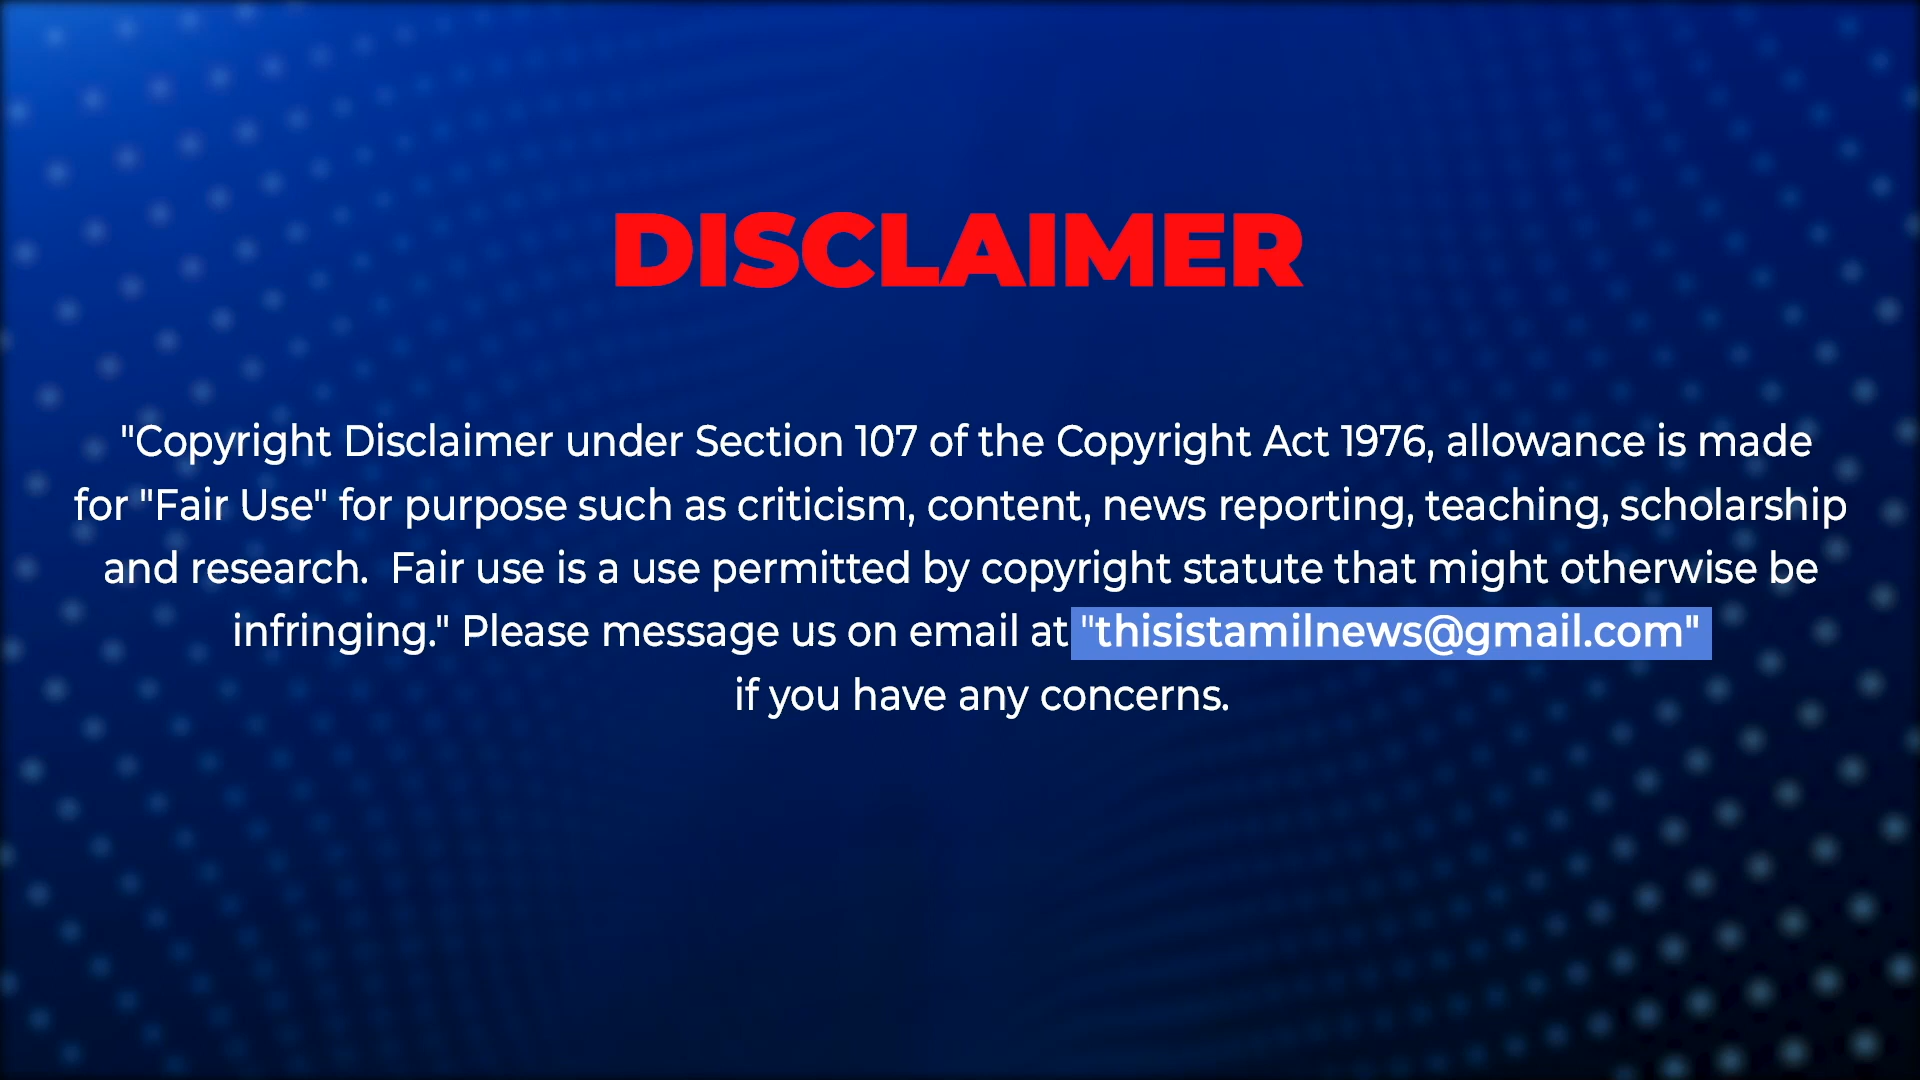 DISCLAIMER
"Copyright Disclaimer under Section 107 of the Copyright Act 1976, allowance is made
for "Fair Use" for purpose such as criticism, content, news reporting, teaching, scholarship
and research.  Fair use is a use permitted by copyright statute that might otherwise be
infringing." Please message us on email at "thisistamilnews@gmail.com"
if you have any concerns.